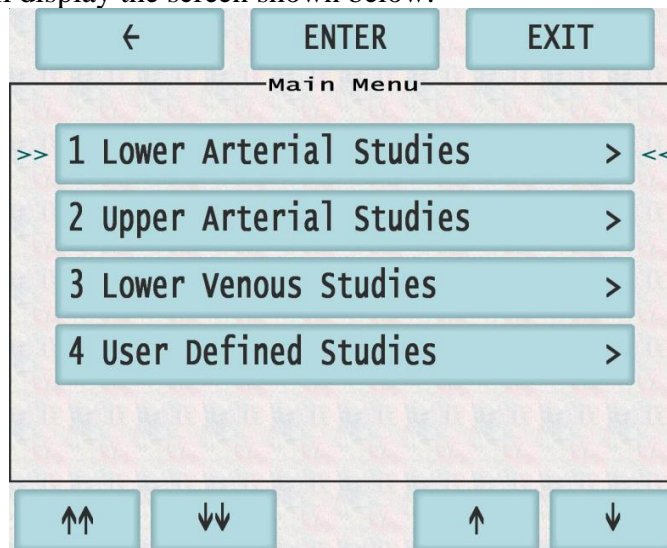 display the screen shown below.
← ENTER EXIT
Main Menu
>> 1 Lower Arterial Studies > <<
2 Upper Arterial Studies >
3 Lower Venous Studies >
4 User Defined Studies >
↑↑ ↓↓ ↑ ↓